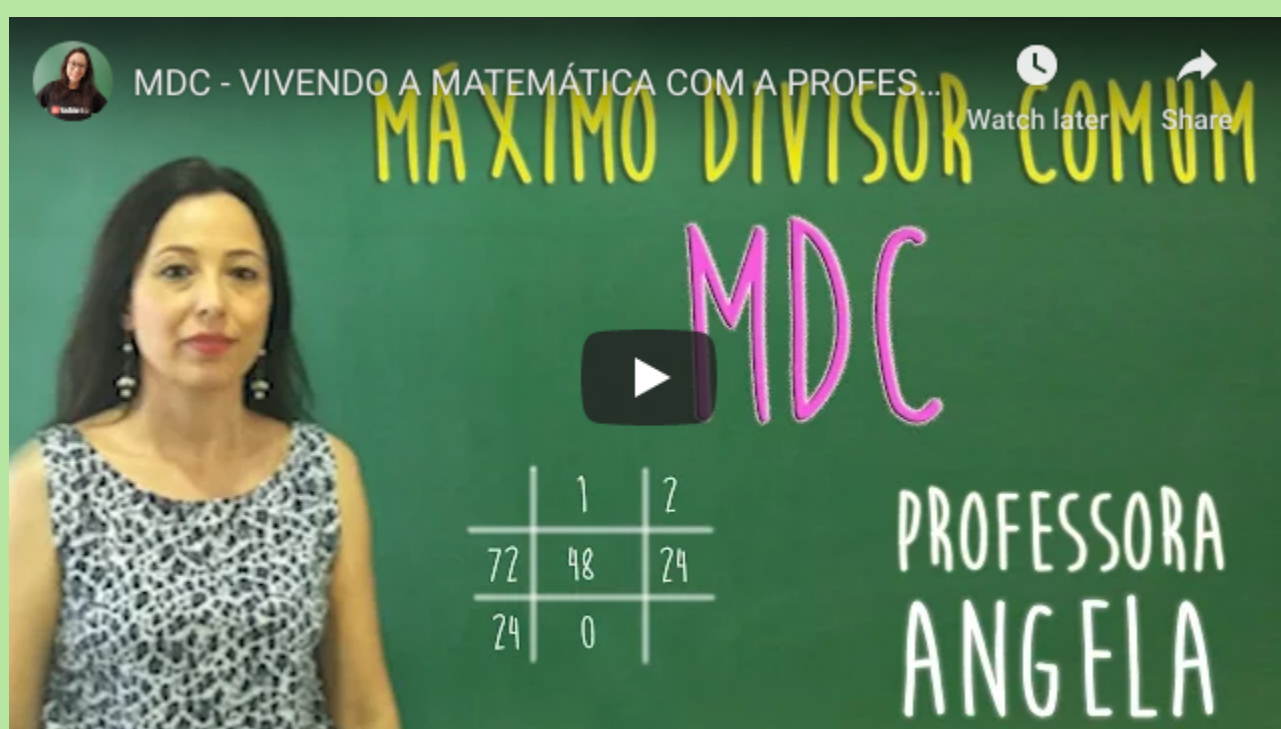 MDC - VIVENDO A MATEMÁTICA COM A PROFES...
Watch later
Share
MÁXIMO DIVISOR COMUM
MDC
1 2
72 48 24
24 0
PROFESSORA
ANGELA